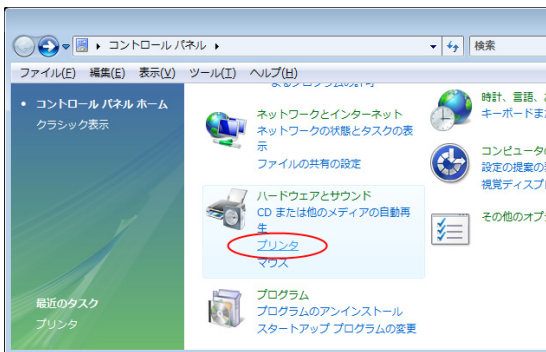 コントロール パネル
検索
ファイル(F) 編集(E) 表示(V) ツール(T) ヘルプ(H)
コントロール パネル ホーム
クラシック表示
ネットワークとインターネット
ネットワークの状態とタスクの表
示
ファイルの共有の設定
ハードウェアとサウンド
CD または他のメディアの自動再
生
プリンタ
マウス
プログラム
プログラムのアンインストール
スタートアップ プログラムの変更
時計、言語、
キーボードま
コンピュータの
設定の提案の
視覚ディスプ
その他のオプ
最近のタスク
プリンタ